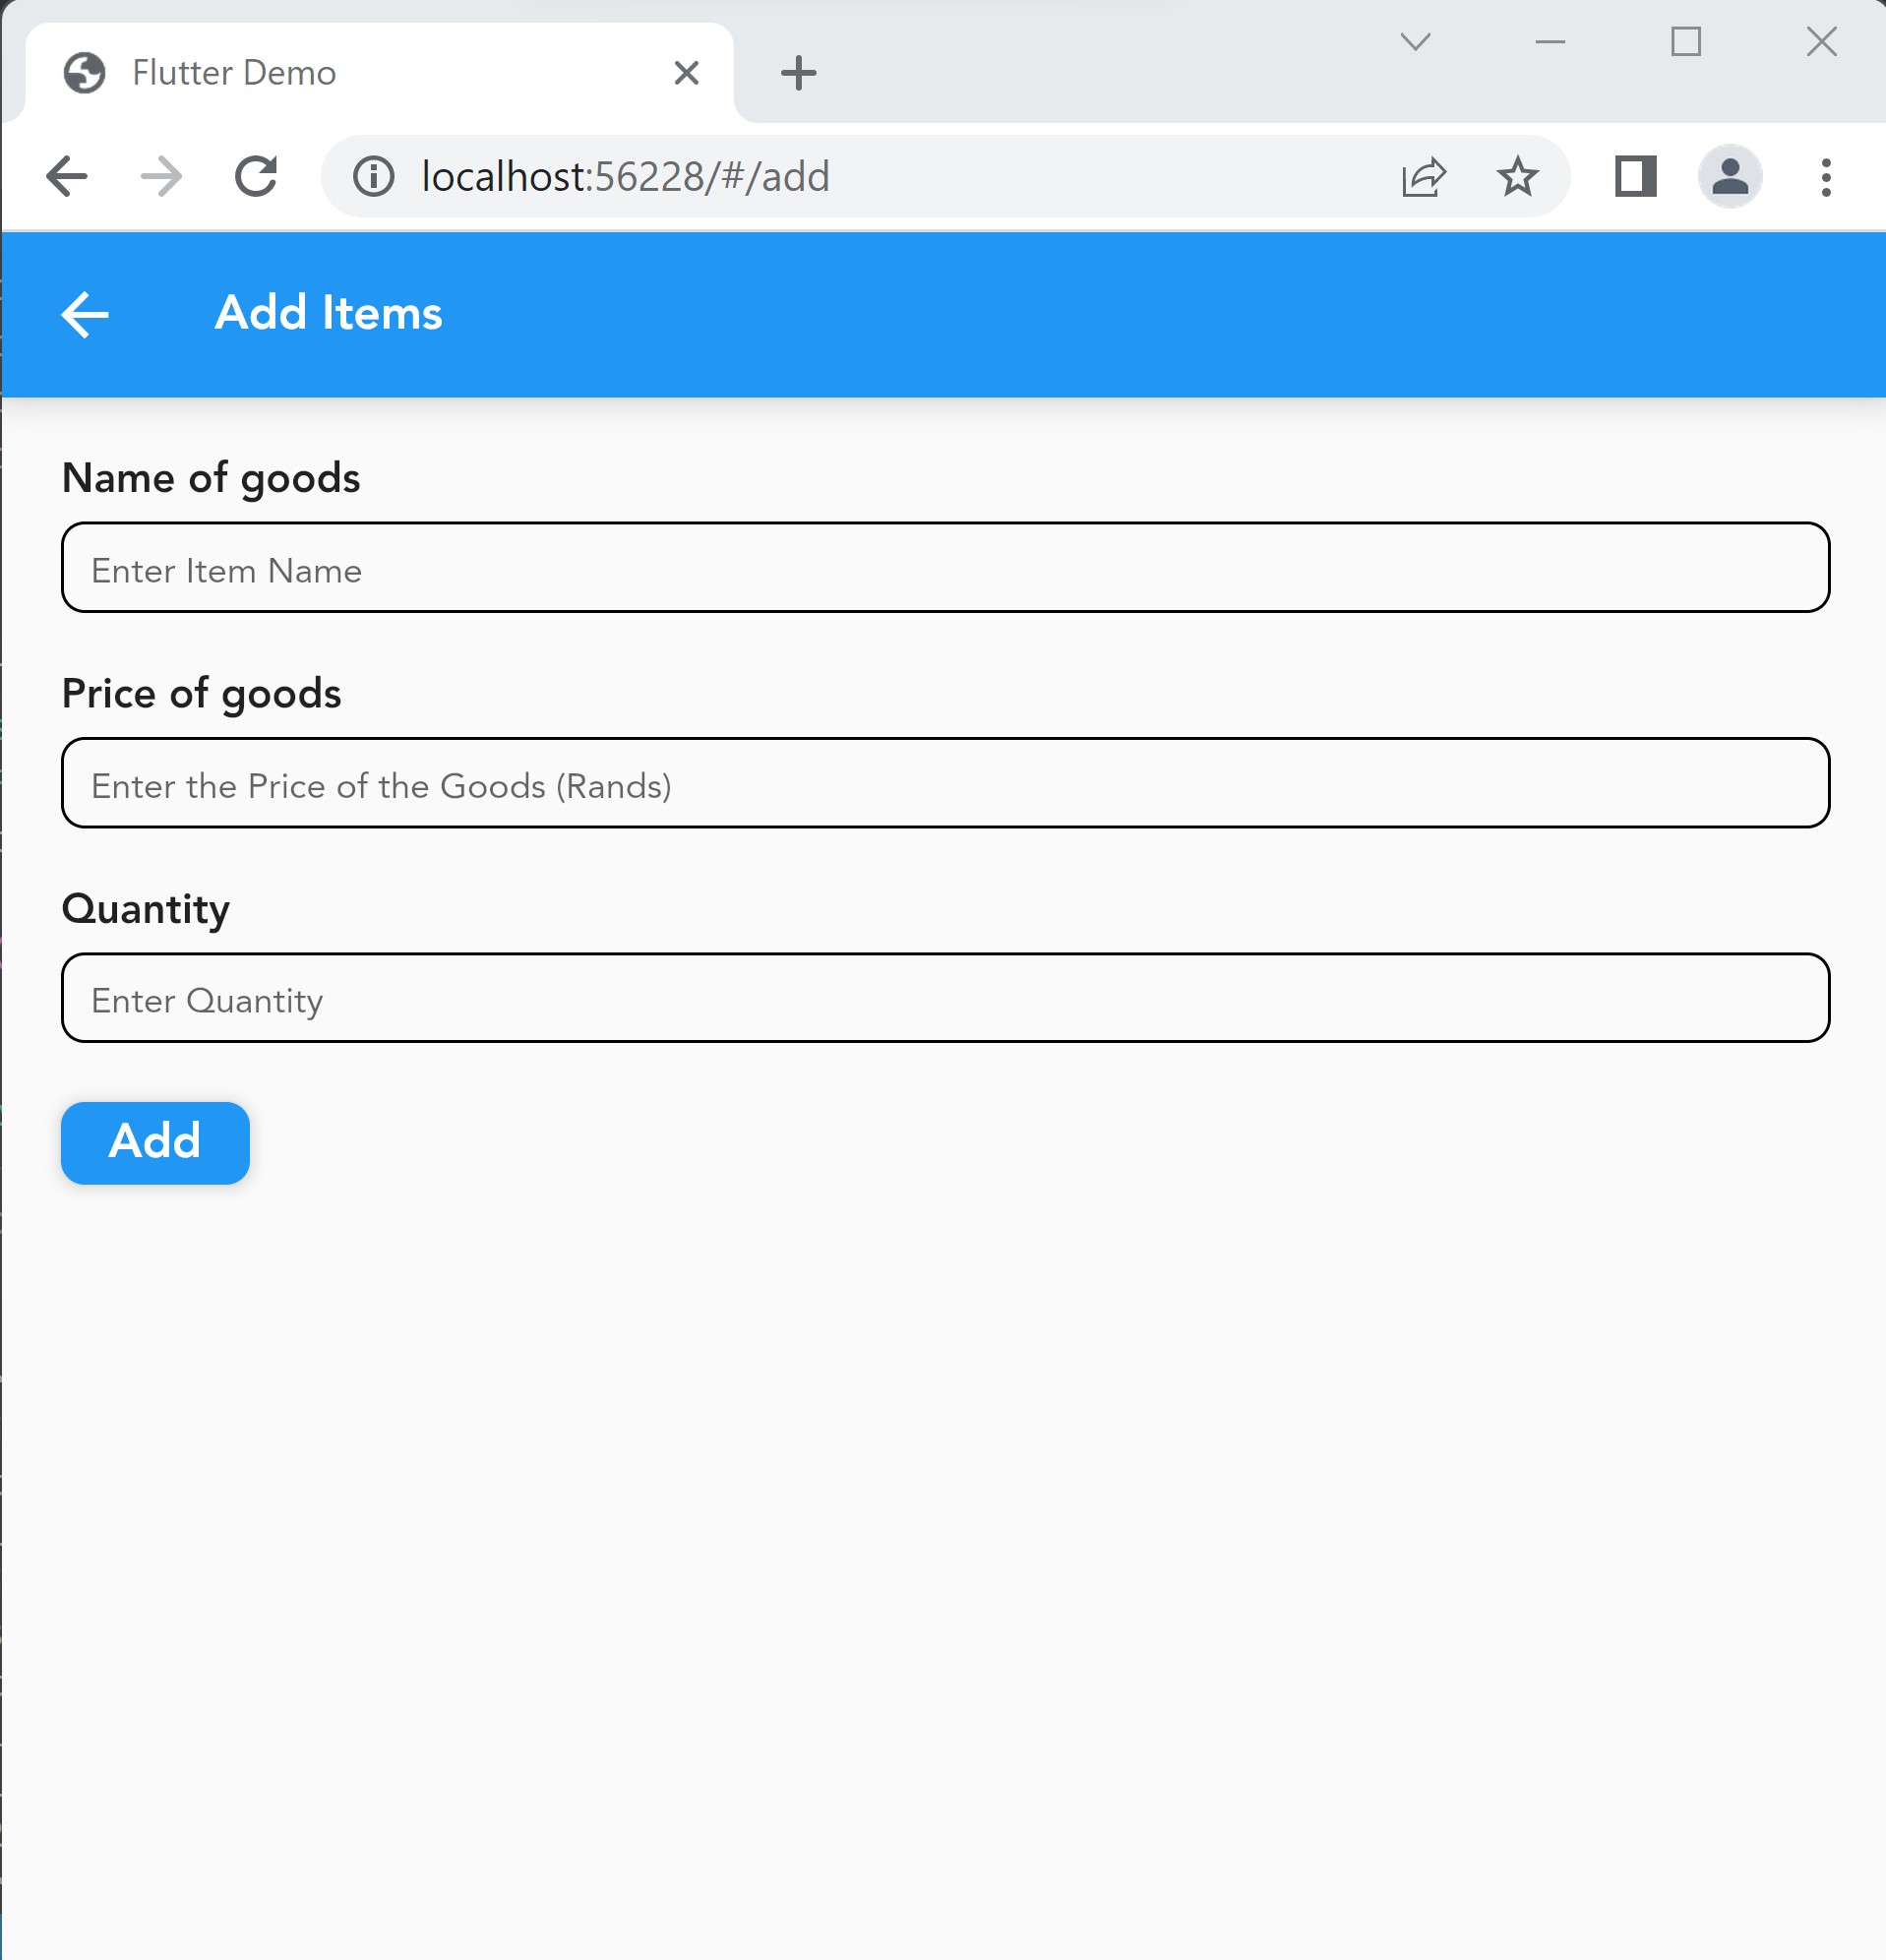 Flutter Demo
localhost:56228/#/add
Add Items
Name of goods
Enter Item Name
Price of goods
Enter the Price of the Goods (Rands)
Quantity
Enter Quantity
Add